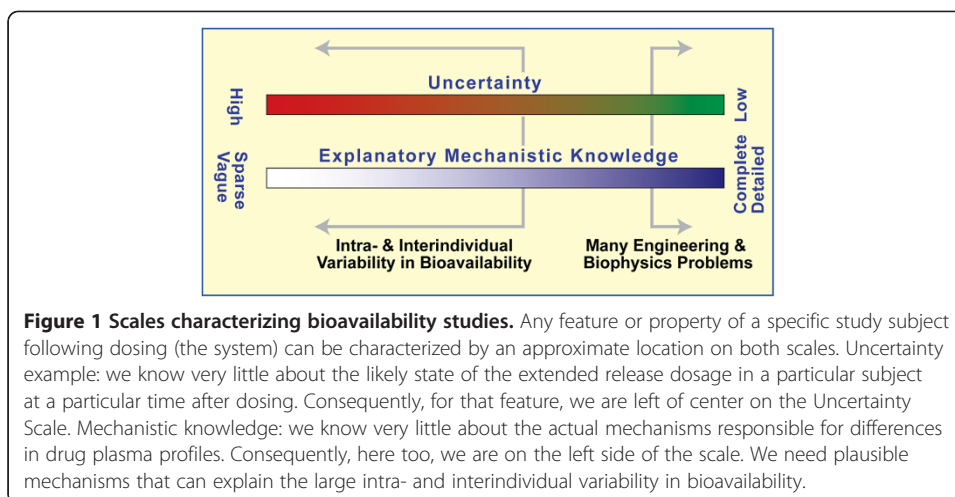 Uncertainty
High
Low
Explanatory Mechanistic Knowledge
Sparse
Vague
Complete
Detailed
Intra- & Interindividual
Variability in Bioavailability
Many Engineering &
Biophysics Problems
Figure 1 Scales characterizing bioavailability studies. Any feature or property of a specific study subject
following dosing (the system) can be characterized by an approximate location on both scales. Uncertainty
example: we know very little about the likely state of the extended release dosage in a particular subject
at a particular time after dosing. Consequently, for that feature, we are left of center on the Uncertainty
Scale. Mechanistic knowledge: we know very little about the actual mechanisms responsible for differences
in drug plasma profiles. Consequently, here too, we are on the left side of the scale. We need plausible
mechanisms that can explain the large intra- and interindividual variability in bioavailability.